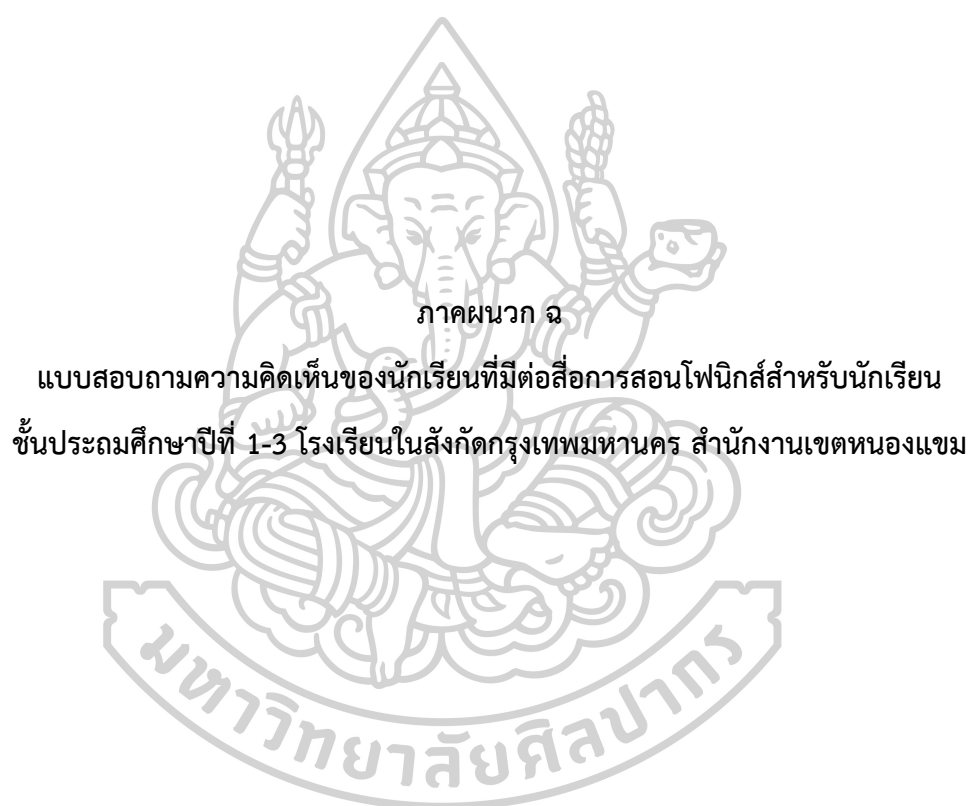 ภาคผนวก ฉ
แบบสอบถามความคิดเห็นของนักเรียนที่มีต่อสื่อการสอนโฟนิกส์สำหรับนักเรียน
ชั้นประถมศึกษาปีที่ 1-3 โรงเรียนในสังกัดกรุงเทพมหานคร สำนักงานเขตหนองแขม
มหาวิทยาลัยศิลปากร